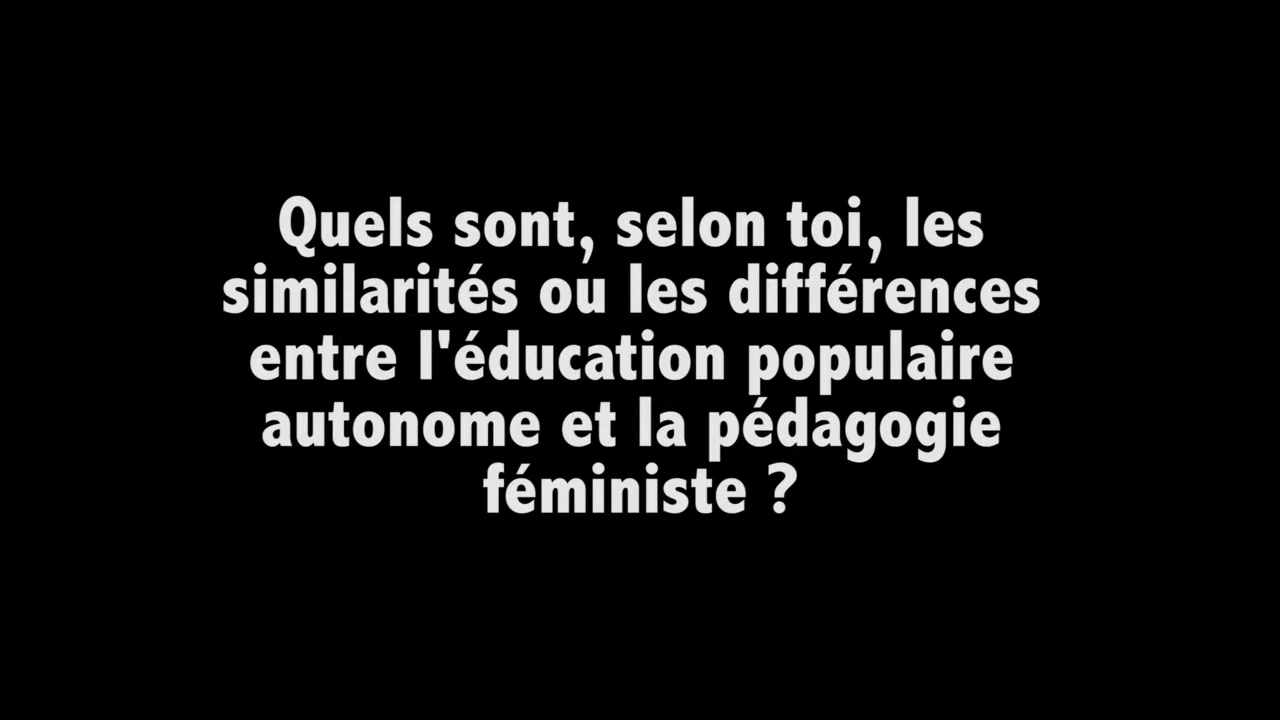 Quels sont, selon toi, les
similarités ou les différences
entre l'éducation populaire
autonome et la pédagogie
féministe ?